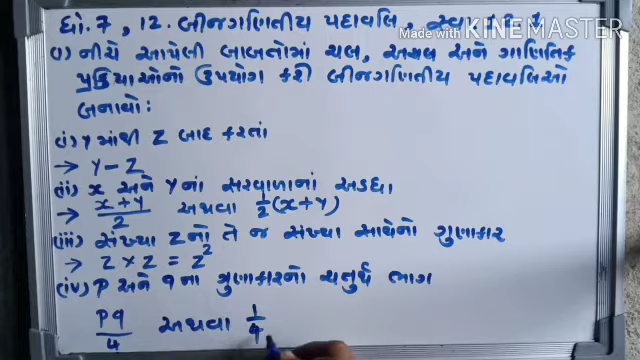 ધો. 7, 12. બીજગણિતીય પદાવલિ, સ્વા
Made with KINEMASTER
૧) નીચે આપેલી બાબતોમાં ચલ, અચલ અને ગાણિતિક
પ્રક્રિયાઓનો ઉપયોગ કરી બીજગણિતીય પદાવલિઓ
બનાવો:
(i) y માંથી z બાદ કરતાં
→ y - z
(ii) x અને y નાં સરવાળાનાં અડધા
→ x+y/2 અથવા 1/2(x+y)
(iii) સંખ્યા z નો તે જ સંખ્યા સાથેનો ગુણાકાર
→ z × z = z²
(iv) p અને q ના ગુણાકારનો ચતુર્થ ભાગ
pq/4 અથવા 1/4